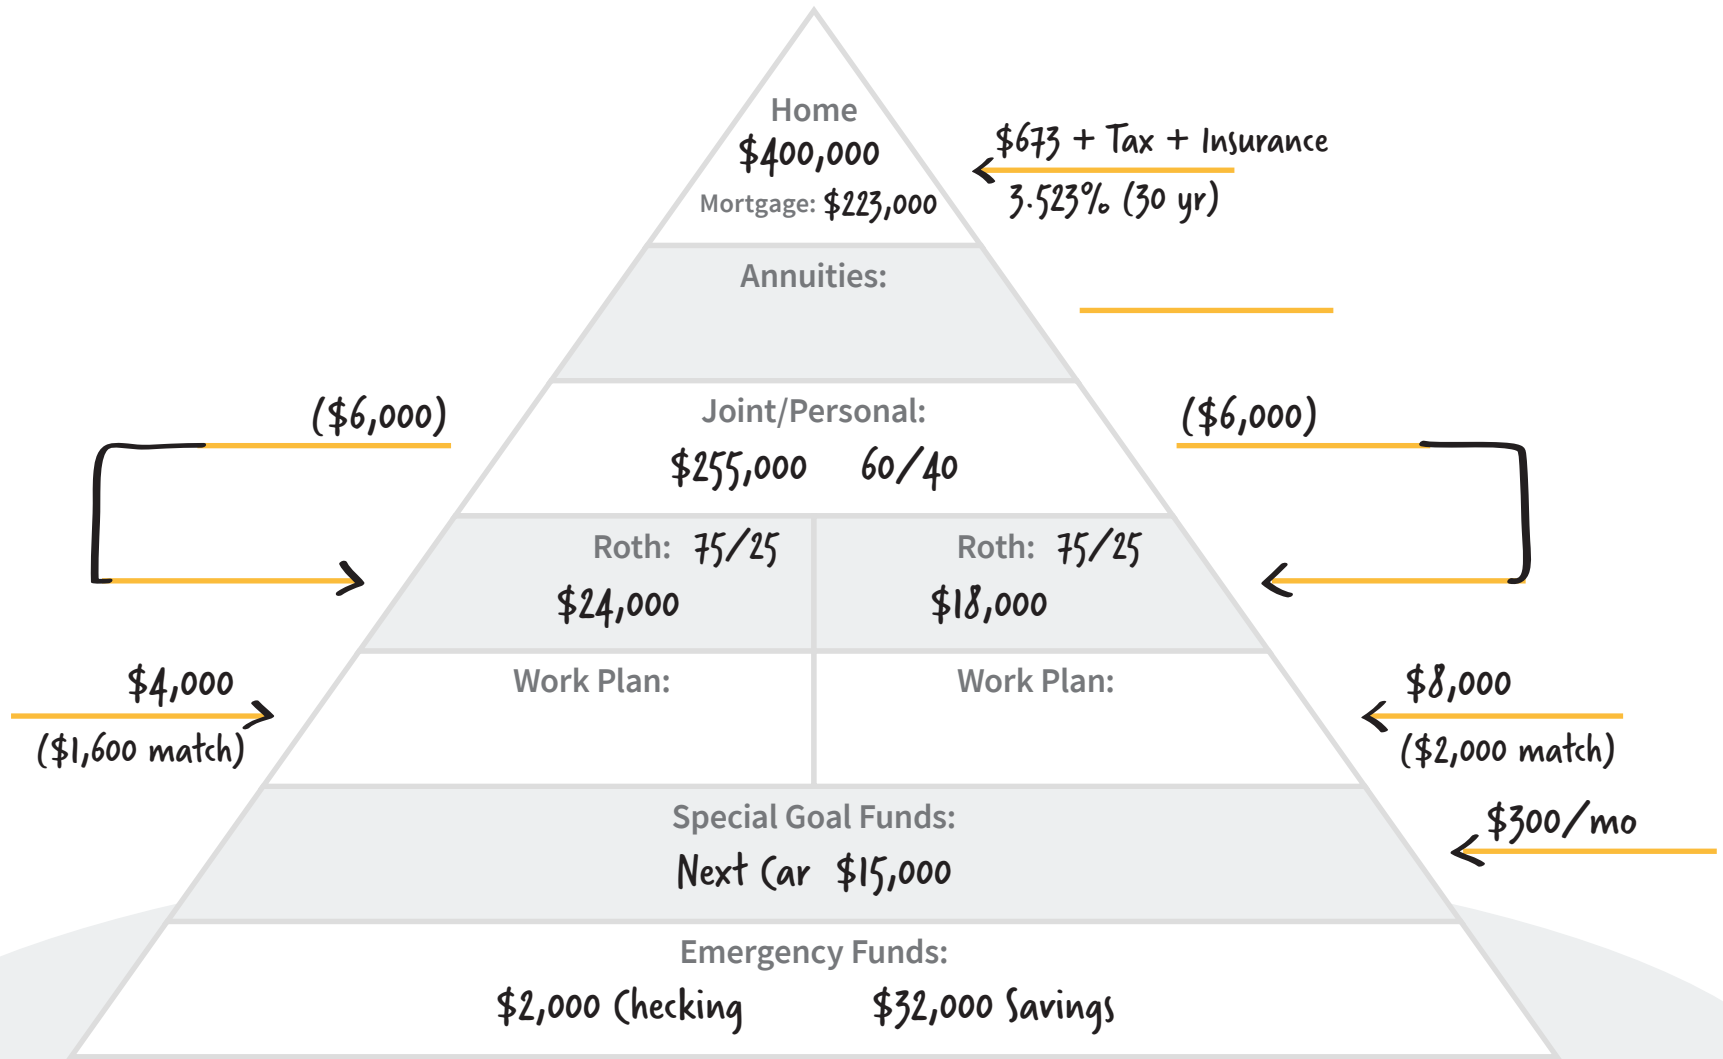 Home
$400,000
Mortgage: $223,000
$673 + Tax + Insurance
3.523% (30 yr)
Annuities:
($6,000)
Joint/Personal:
$255,000 60/40
($6,000)
Roth: 75/25
$24,000
Roth: 75/25
$18,000
$4,000
($1,600 match)
Work Plan:
Work Plan:
$8,000
($2,000 match)
Special Goal Funds:
Next Car $15,000
$300/mo
Emergency Funds:
$2,000 Checking $32,000 Savings